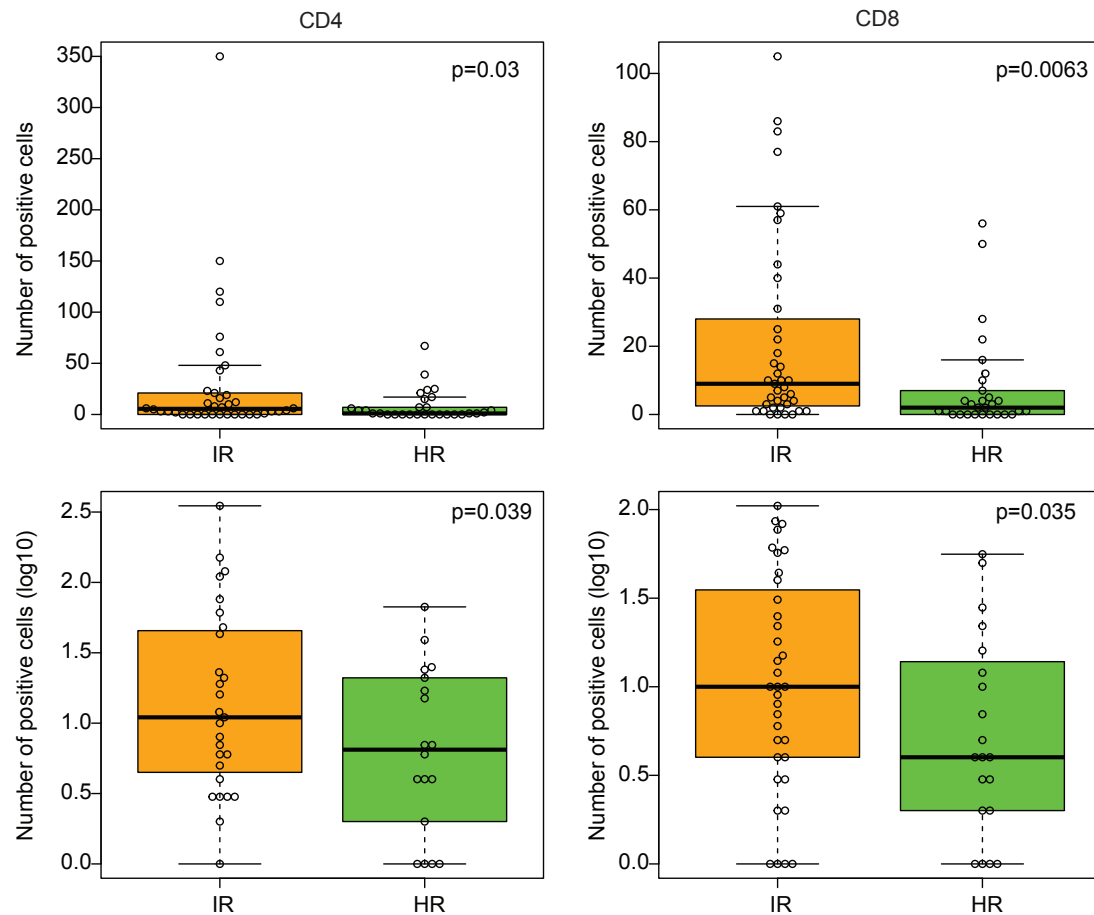 CD4
350
300
250
200
150
100
50
0
Number of positive cells
p=0.03
IR
HR
CD8
100
80
60
40
20
0
Number of positive cells
p=0.0063
IR
HR
2.5
2.0
1.5
1.0
0.5
0.0
Number of positive cells (log10)
p=0.039
IR
HR
2.0
1.5
1.0
0.5
0.0
Number of positive cells (log10)
p=0.035
IR
HR